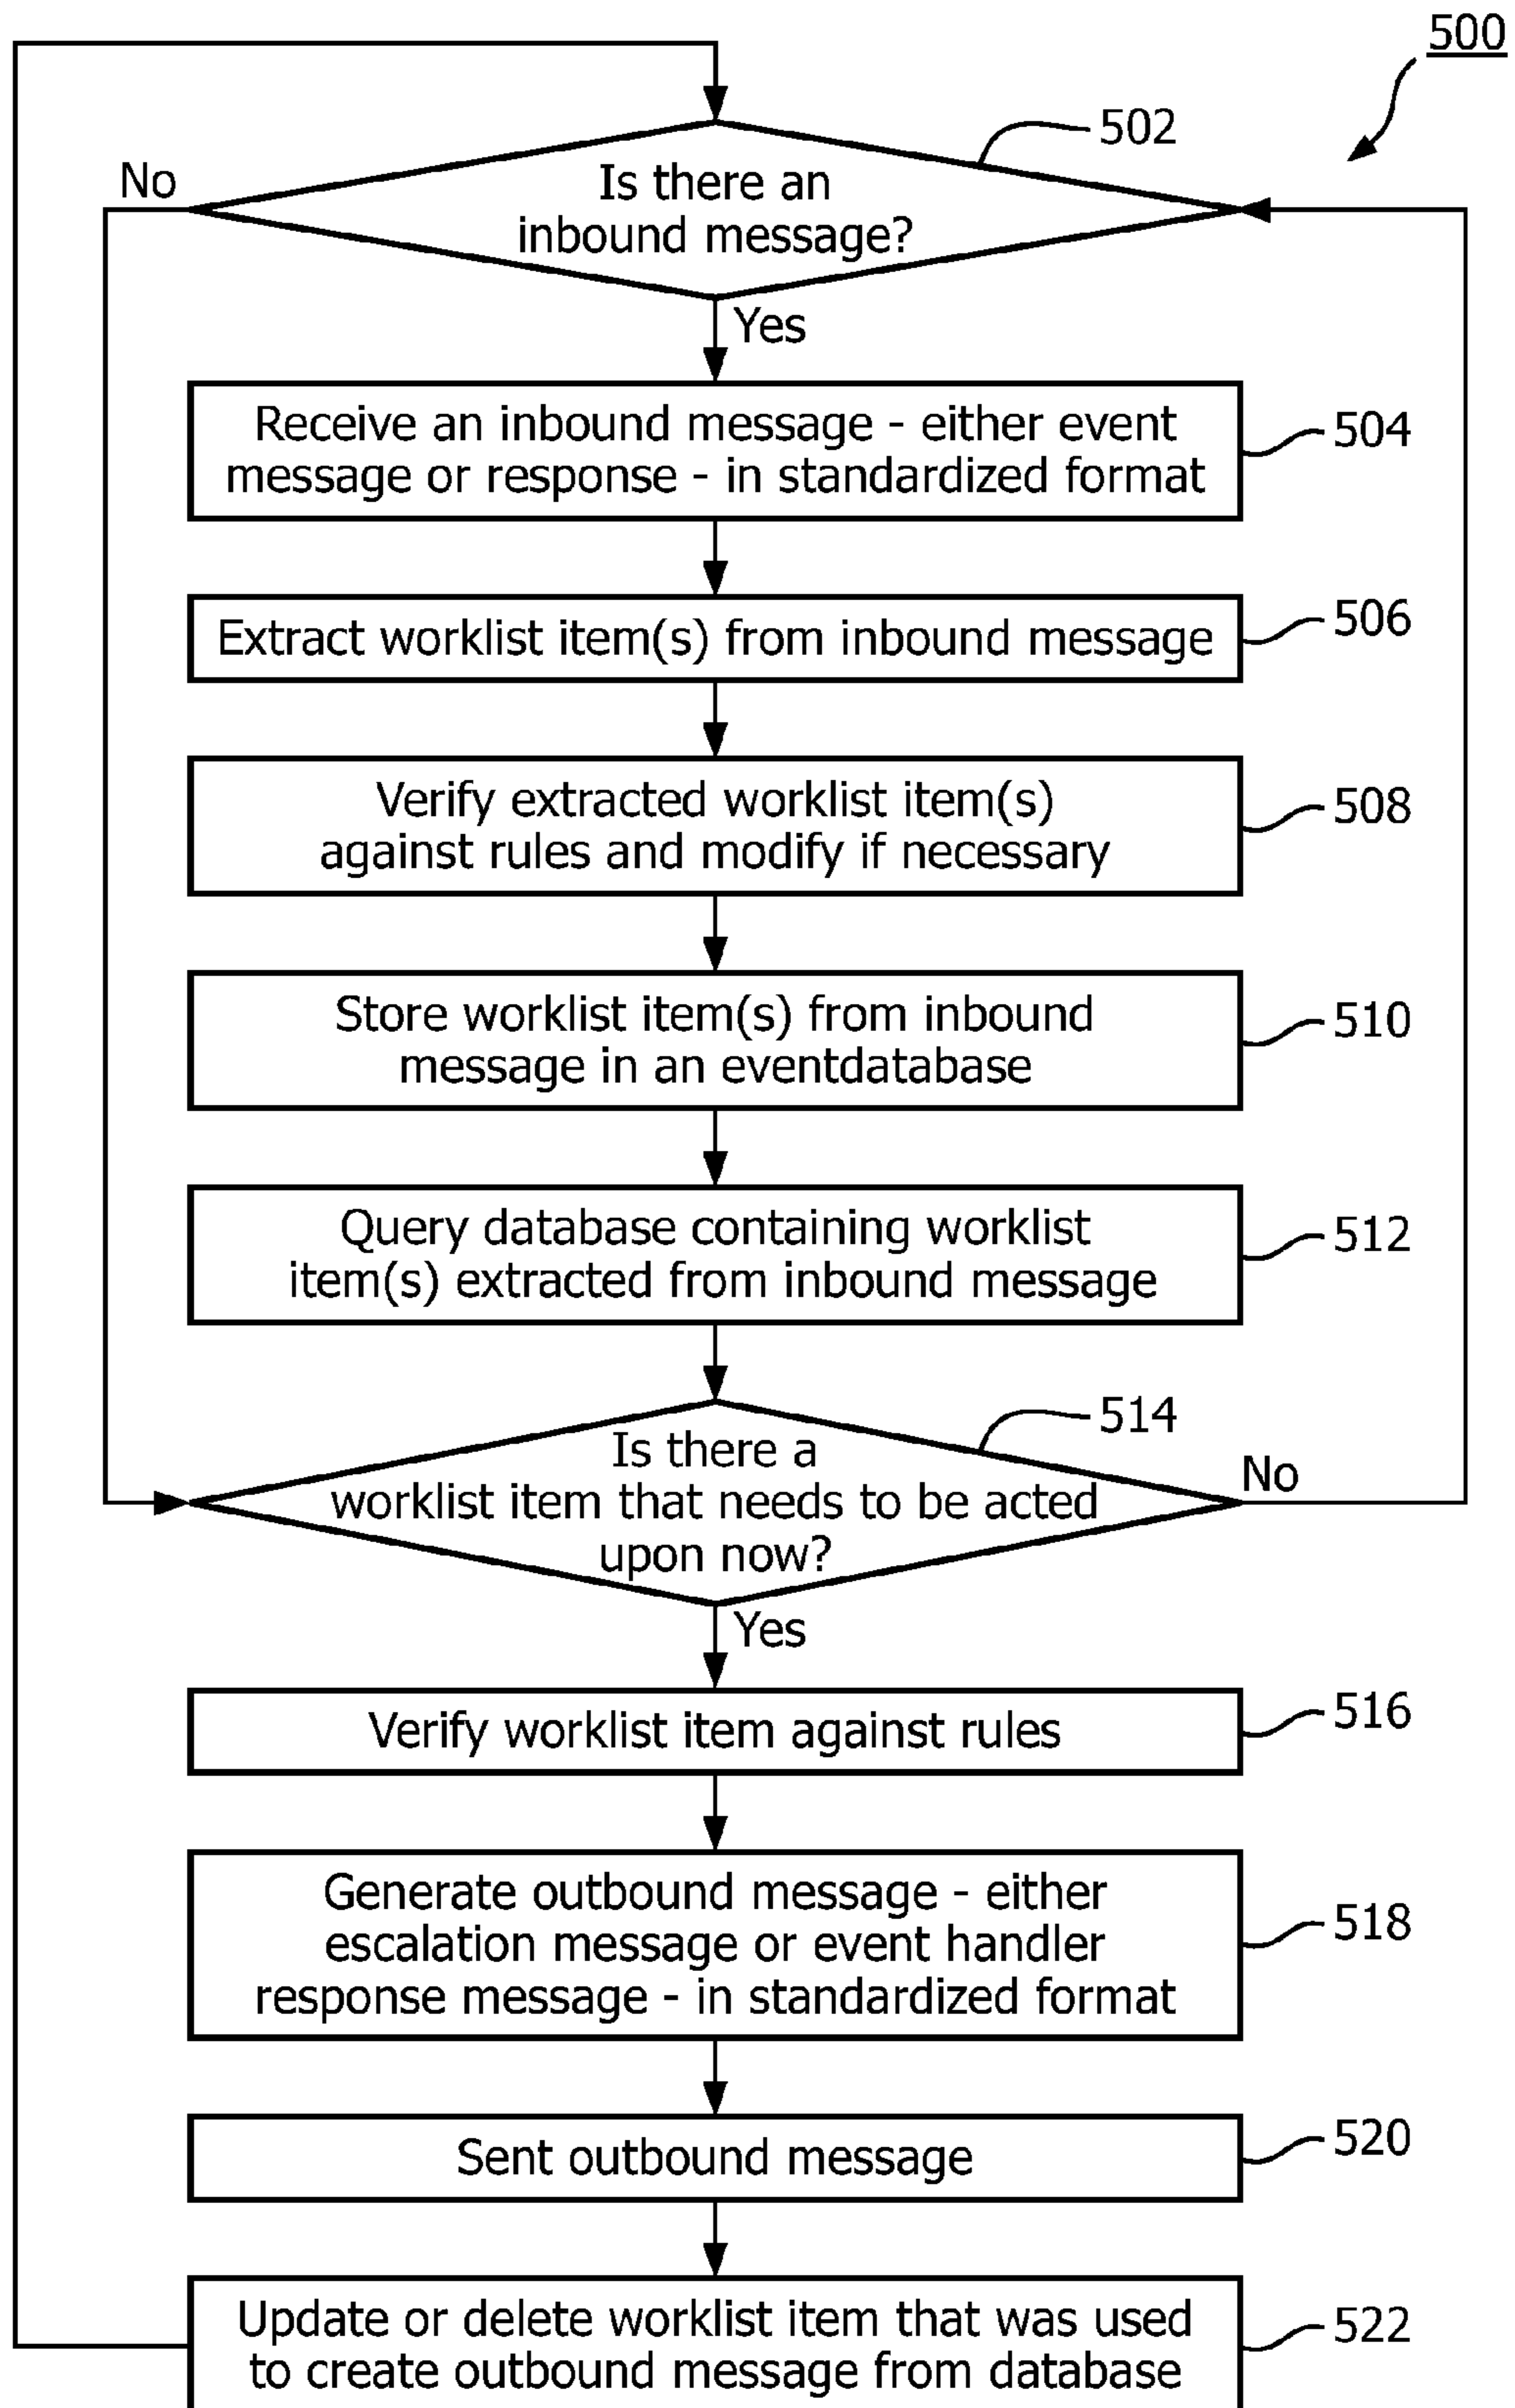 500
502
No
Is there an
inbound message?
Yes
Receive an inbound message - either event
message or response - in standardized format
504
Extract worklist item(s) from inbound message
506
Verify extracted worklist item(s)
against rules and modify if necessary
508
Store worklist item(s) from inbound
message in an eventdatabase
510
Query database containing worklist
item(s) extracted from inbound message
512
514
Is there a
worklist item that needs to be acted
upon now?
No
Yes
Verify worklist item against rules
516
Generate outbound message - either
escalation message or event handler
response message - in standardized format
518
Sent outbound message
520
Update or delete worklist item that was used
to create outbound message from database
522